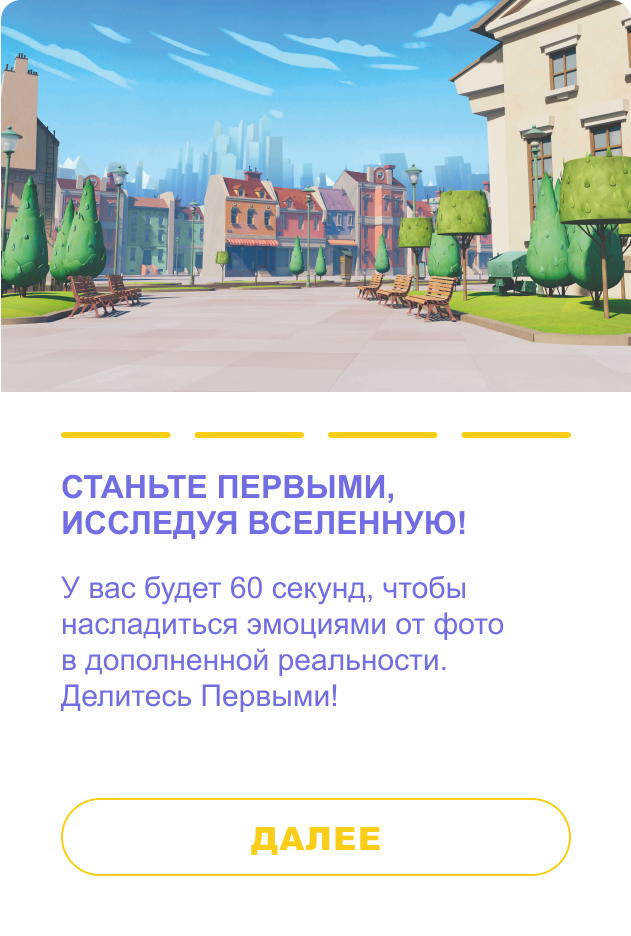 СТАНЬТЕ ПЕРВЫМИ,
ИССЛЕДУЯ ВСЕЛЕННУЮ!
У вас будет 60 секунд, чтобы
насладиться эмоциями от фото
в дополненной реальности.
Делитесь Первыми!
ДАЛЕЕ